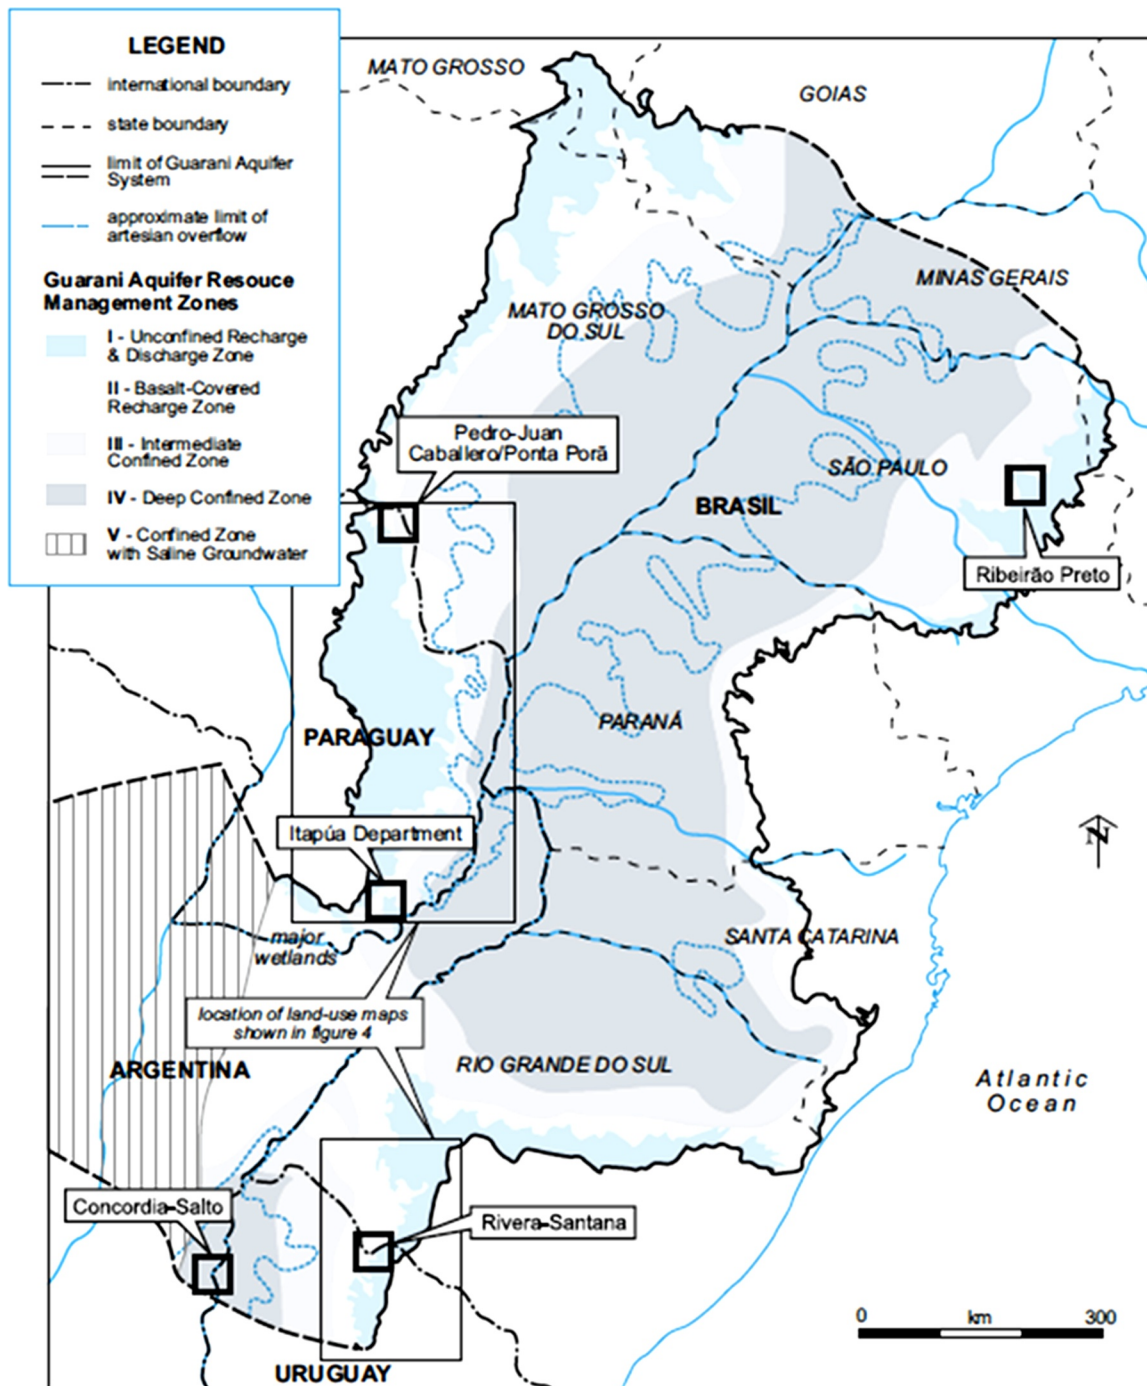 LEGEND
international boundary
state boundary
limit of Guarani Aquifer
System
approximate limit of
artesian overflow
Guarani Aquifer Resouce
Management Zones
I - Unconfined Recharge
& Discharge Zone
II - Basalt-Covered
Recharge Zone
III - Intermediate
Confined Zone
IV - Deep Confined Zone
V - Confined Zone
with Saline Groundwater
MATO GROSSO
GOIAS
MINAS GERAIS
MATO GROSSO
DO SUL
Pedro-Juan
Caballero/Ponta Porã
SÃO PAULO
BRASIL
Ribeirão Preto
PARANÁ
PARAGUAY
Itapúa Department
N
major
wetlands
SANTA CATARINA
location of land-use maps
shown in figure 4
ARGENTINA
RIO GRANDE DO SUL
Atlantic
Ocean
Concordia-Salto
Rivera-Santana
0 km 300
URUGUAY